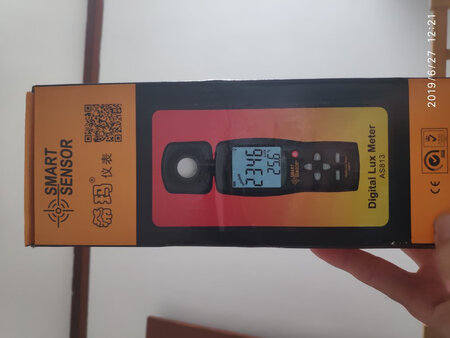 SMART
SENSOR
希玛 仪表
2346
25.6
Digital Lux Meter
AS813
CE
2019/6/27 12:21